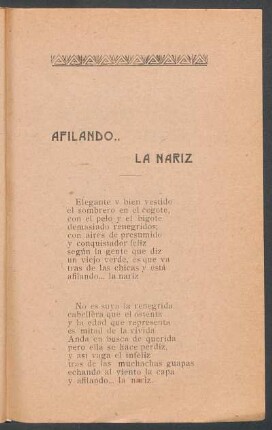 AFILANDO..
LA NARIZ
Elegante y bien vestido
el sombrero en el cogote,
con el pelo y el bigote
demasiado renegridos;
con aires de presumido
y conquistador feliz
según la gente que dir
un viejo verde, es que va
tras de las chicas y está
afilando... la nariz
No es suya la renegrida
cabellera que él ostenta
y la edad que representa
es mitad de la vivida.
Anda en busca de querida
pero ella se hace perdiz,
y así vaga el infeliz
tras de las muchachas guapas
echando al viento la capa
y afilando... la nariz.